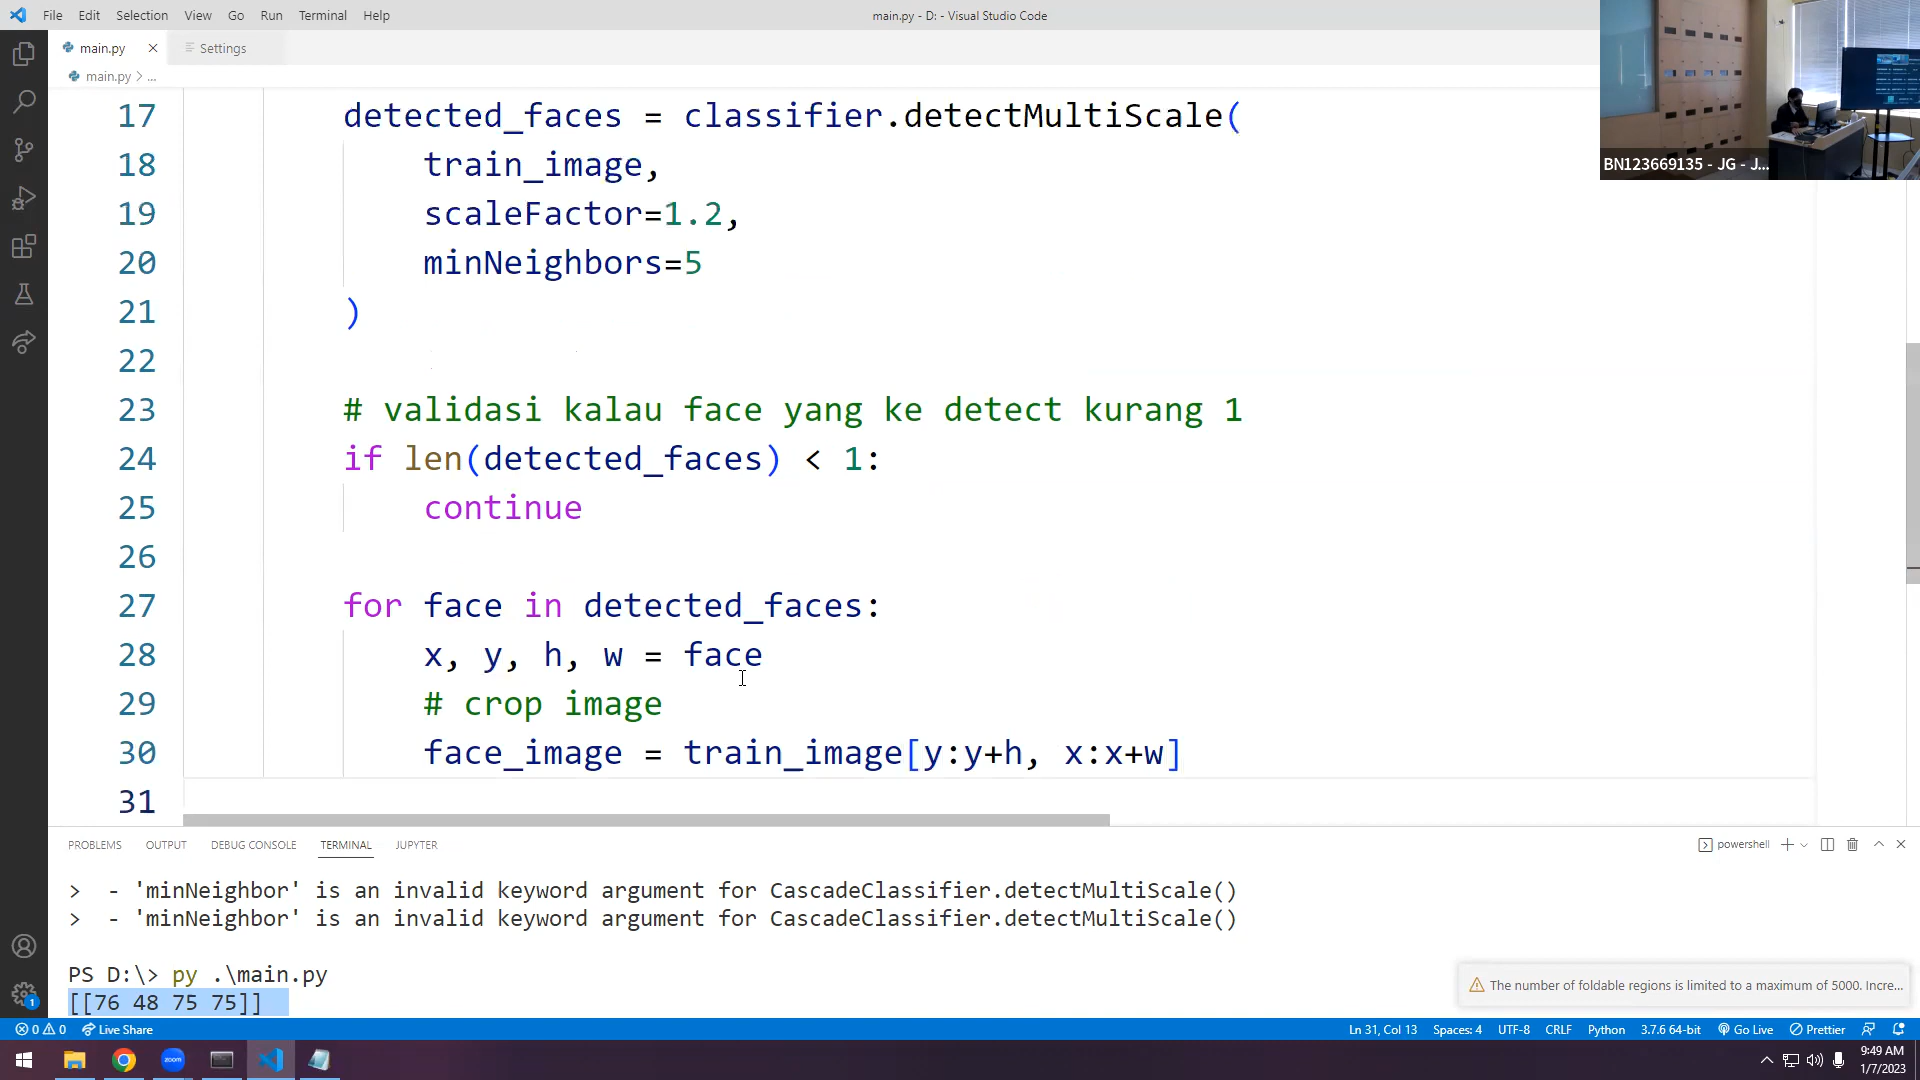 File Edit Selection View Go Run Terminal Help
main.py - D: - Visual Studio Code
main.py
Settings
main.py > ...
BN123669135 - JG - J...
17 detected_faces = classifier.detectMultiScale(
18 train_image,
19 scaleFactor=1.2,
20 minNeighbors=5
21 )
22
23 # validasi kalau face yang ke detect kurang 1
24 if len(detected_faces) < 1:
25 continue
26
27 for face in detected_faces:
28 x, y, h, w = face
29 # crop image
30 face_image = train_image[y:y+h, x:x+w]
31
PROBLEMS OUTPUT DEBUG CONSOLE TERMINAL JUPYTER
powershell
> - 'minNeighbor' is an invalid keyword argument for CascadeClassifier.detectMultiScale()
> - 'minNeighbor' is an invalid keyword argument for CascadeClassifier.detectMultiScale()
PS D:\> py .\main.py
[[76 48 75 75]]
The number of foldable regions is limited to a maximum of 5000. Incre...
1
0 0 Live Share
Ln 31, Col 13 Spaces: 4 UTF-8 CRLF Python 3.7.6 64-bit Go Live Prettier
zoom
9:49 AM
1/7/2023